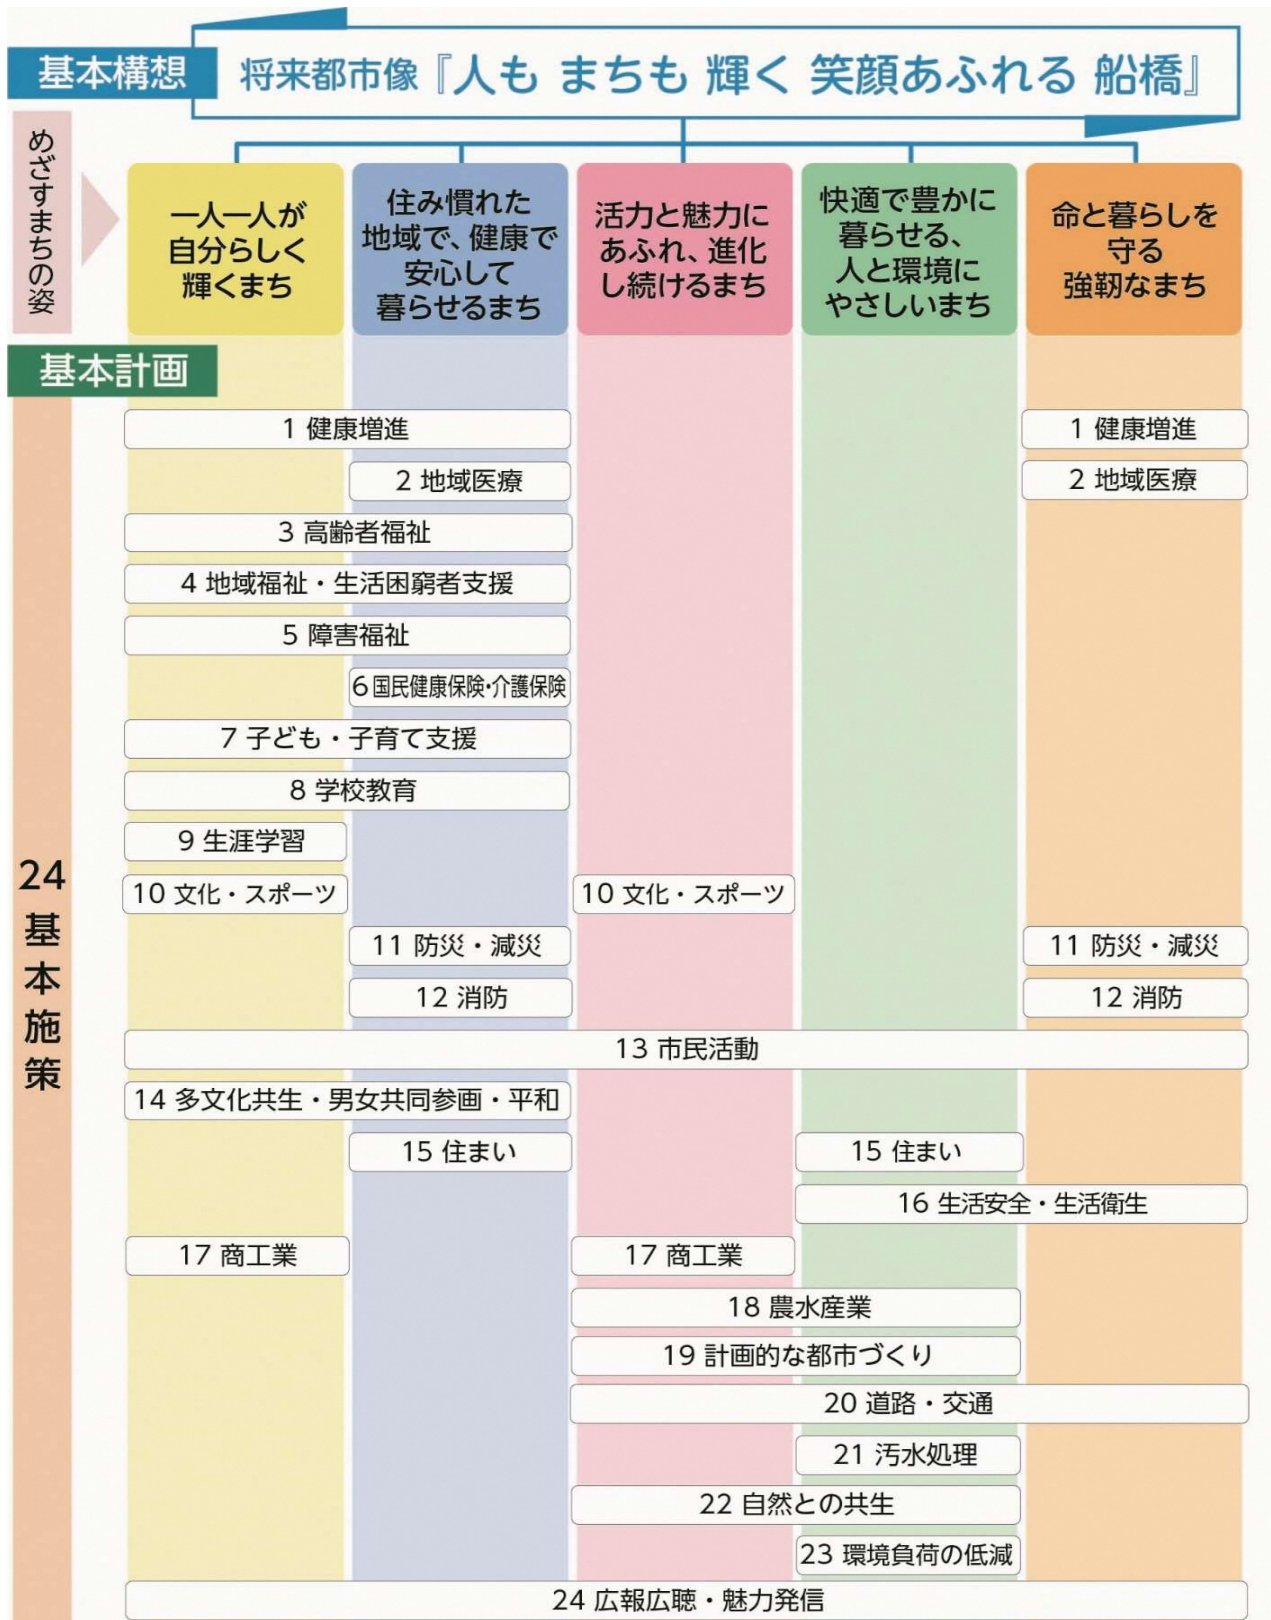 基本構想
将来都市像『人も まちも 輝く 笑顔あふれる 船橋』
めざすまちの姿
一人一人が
自分らしく
輝くまち
住み慣れた
地域で、健康で
安心して
暮らせるまち
活力と魅力に
あふれ、進化
し続けるまち
快適で豊かに
暮らせる、
人と環境に
やさしいまち
命と暮らしを
守る
強靭なまち
基本計画
24基本施策
1 健康増進
1 健康増進
2 地域医療
2 地域医療
3 高齢者福祉
4 地域福祉・生活困窮者支援
5 障害福祉
6 国民健康保険・介護保険
7 子ども・子育て支援
8 学校教育
9 生涯学習
10 文化・スポーツ
10 文化・スポーツ
11 防災・減災
11 防災・減災
12 消防
12 消防
13 市民活動
14 多文化共生・男女共同参画・平和
15 住まい
15 住まい
16 生活安全・生活衛生
17 商工業
17 商工業
18 農水産業
19 計画的な都市づくり
20 道路・交通
21 汚水処理
22 自然との共生
23 環境負荷の低減
24 広報広聴・魅力発信